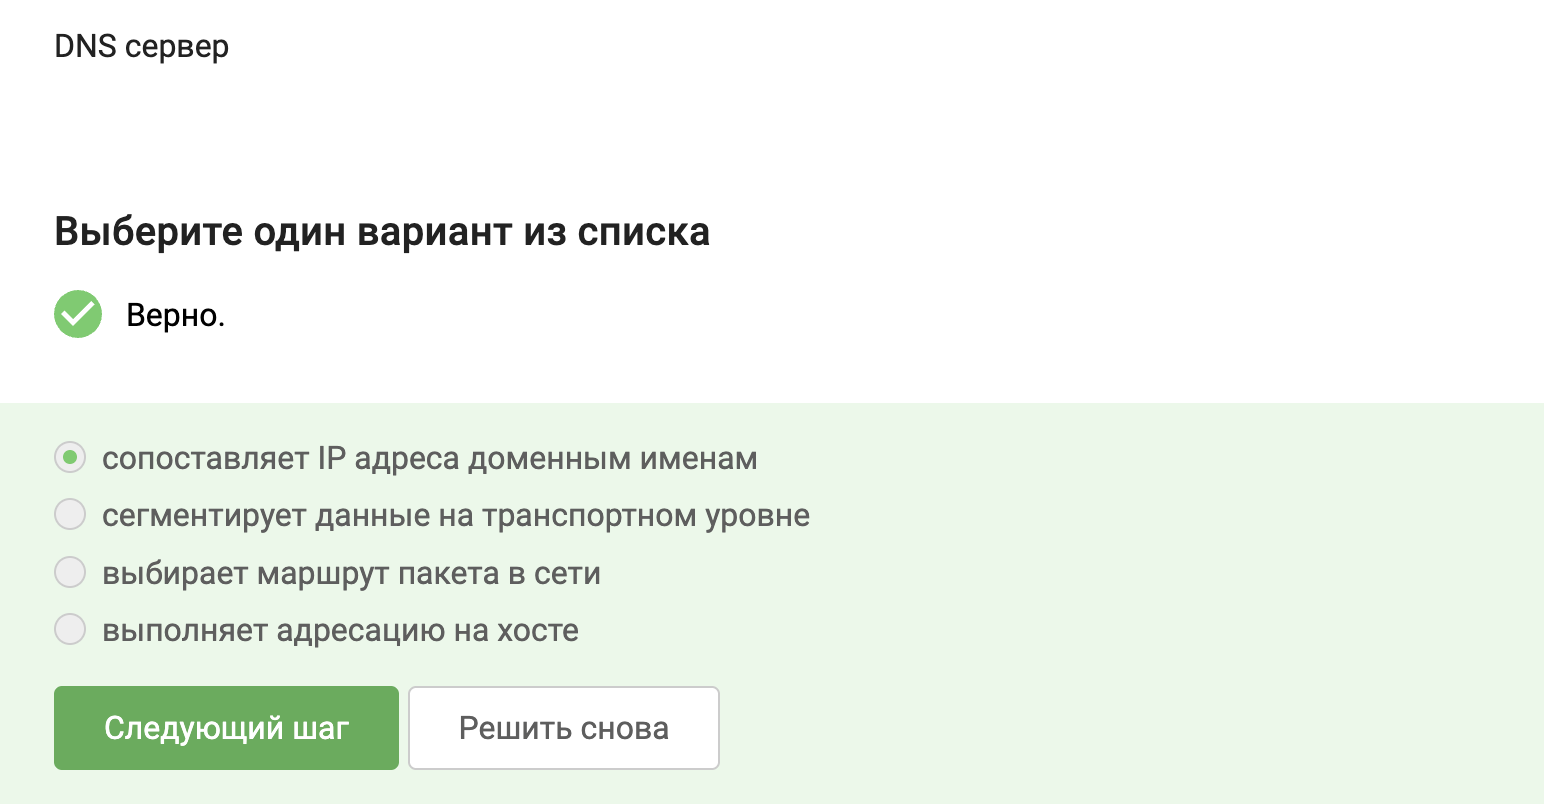 DNS сервер
Выберите один вариант из списка
Верно.
сопоставляет IP адреса доменным именам
сегментирует данные на транспортном уровне
выбирает маршрут пакета в сети
выполняет адресацию на хосте
Следующий шаг
Решить снова